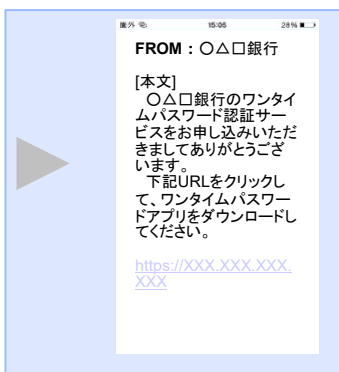 圏外 15:05 28%
FROM：〇△□銀行
[本文]
　〇△□銀行のワンタイ
ムパスワード認証サー
ビスをお申し込みいただ
きましてありがとうござ
います。
　下記URLをクリックし
て、ワンタイムパスワー
ドアプリをダウンロードし
てください。
https://XXX.XXX.XXX.
XXX